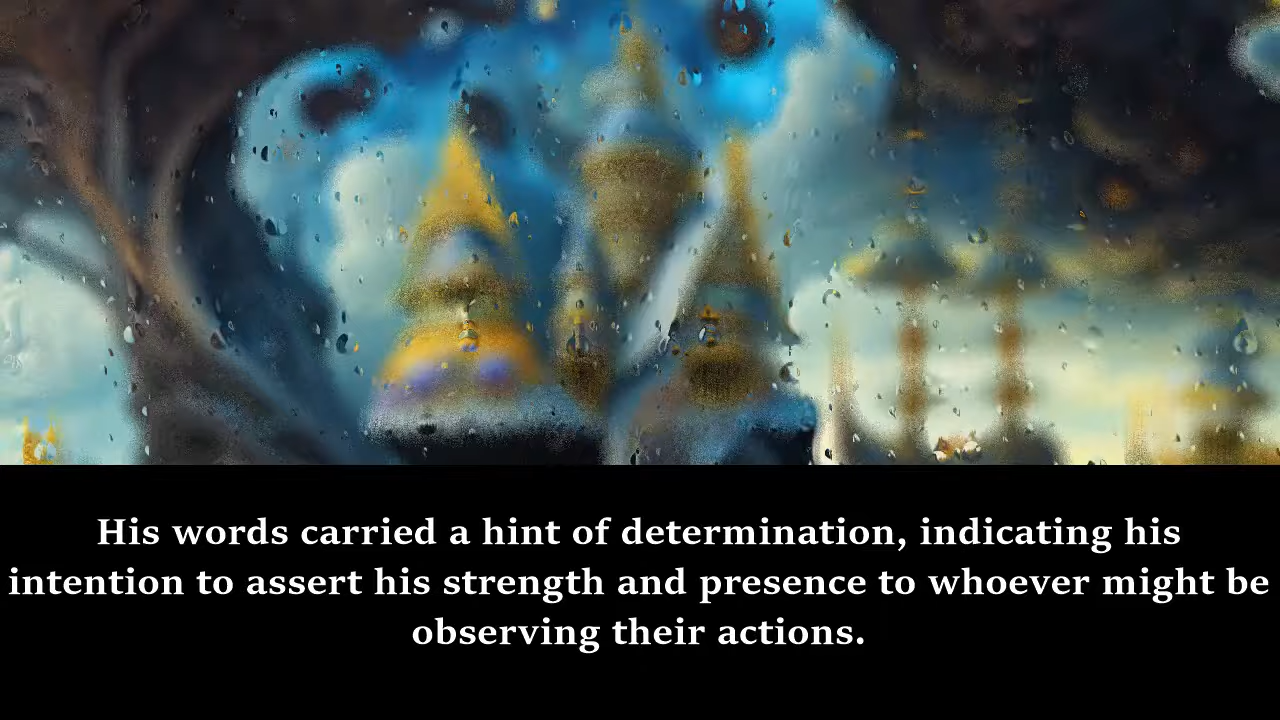 His words carried a hint of determination, indicating his
intention to assert his strength and presence to whoever might be
observing their actions.